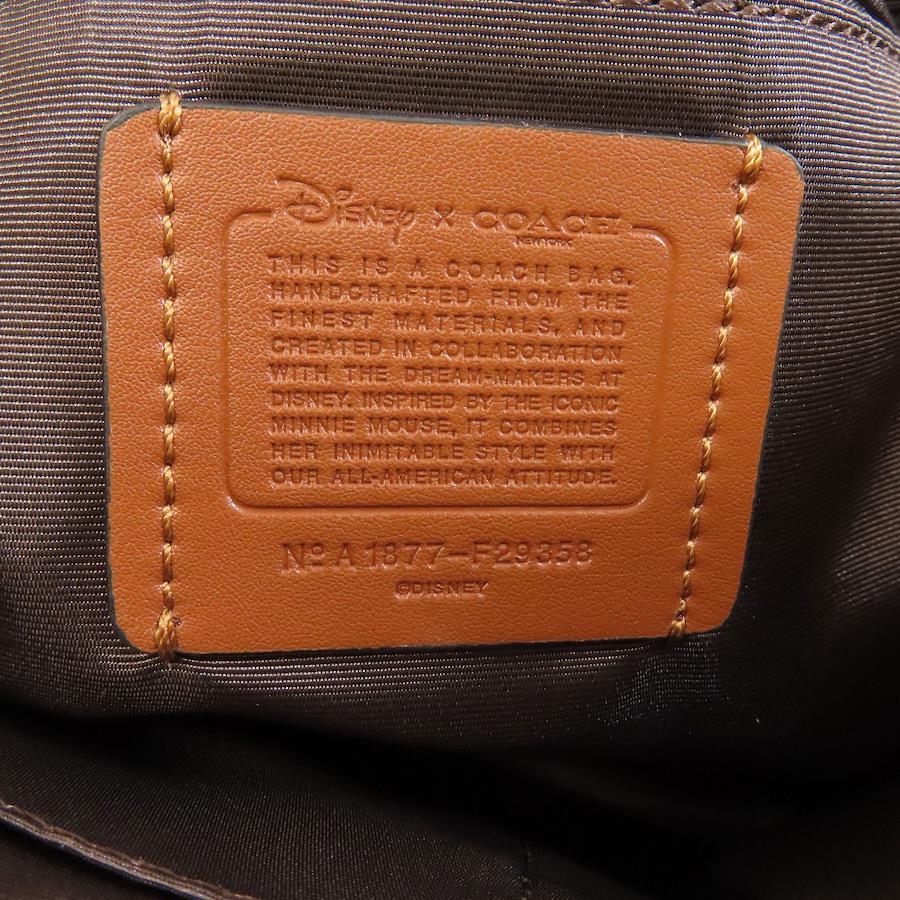 Disney X COACH
NEW YORK
THIS IS A COACH BAG.
HANDCRAFTED FROM THE
FINEST MATERIALS, AND
CREATED IN COLLABORATION
WITH THE DREAM-MAKERS AT
DISNEY. INSPIRED BY THE ICONIC
MINNIE MOUSE, IT COMBINES
HER INIMITABLE STYLE WITH
OUR ALL-AMERICAN ATTITUDE.
No A1877-F29358
©DISNEY